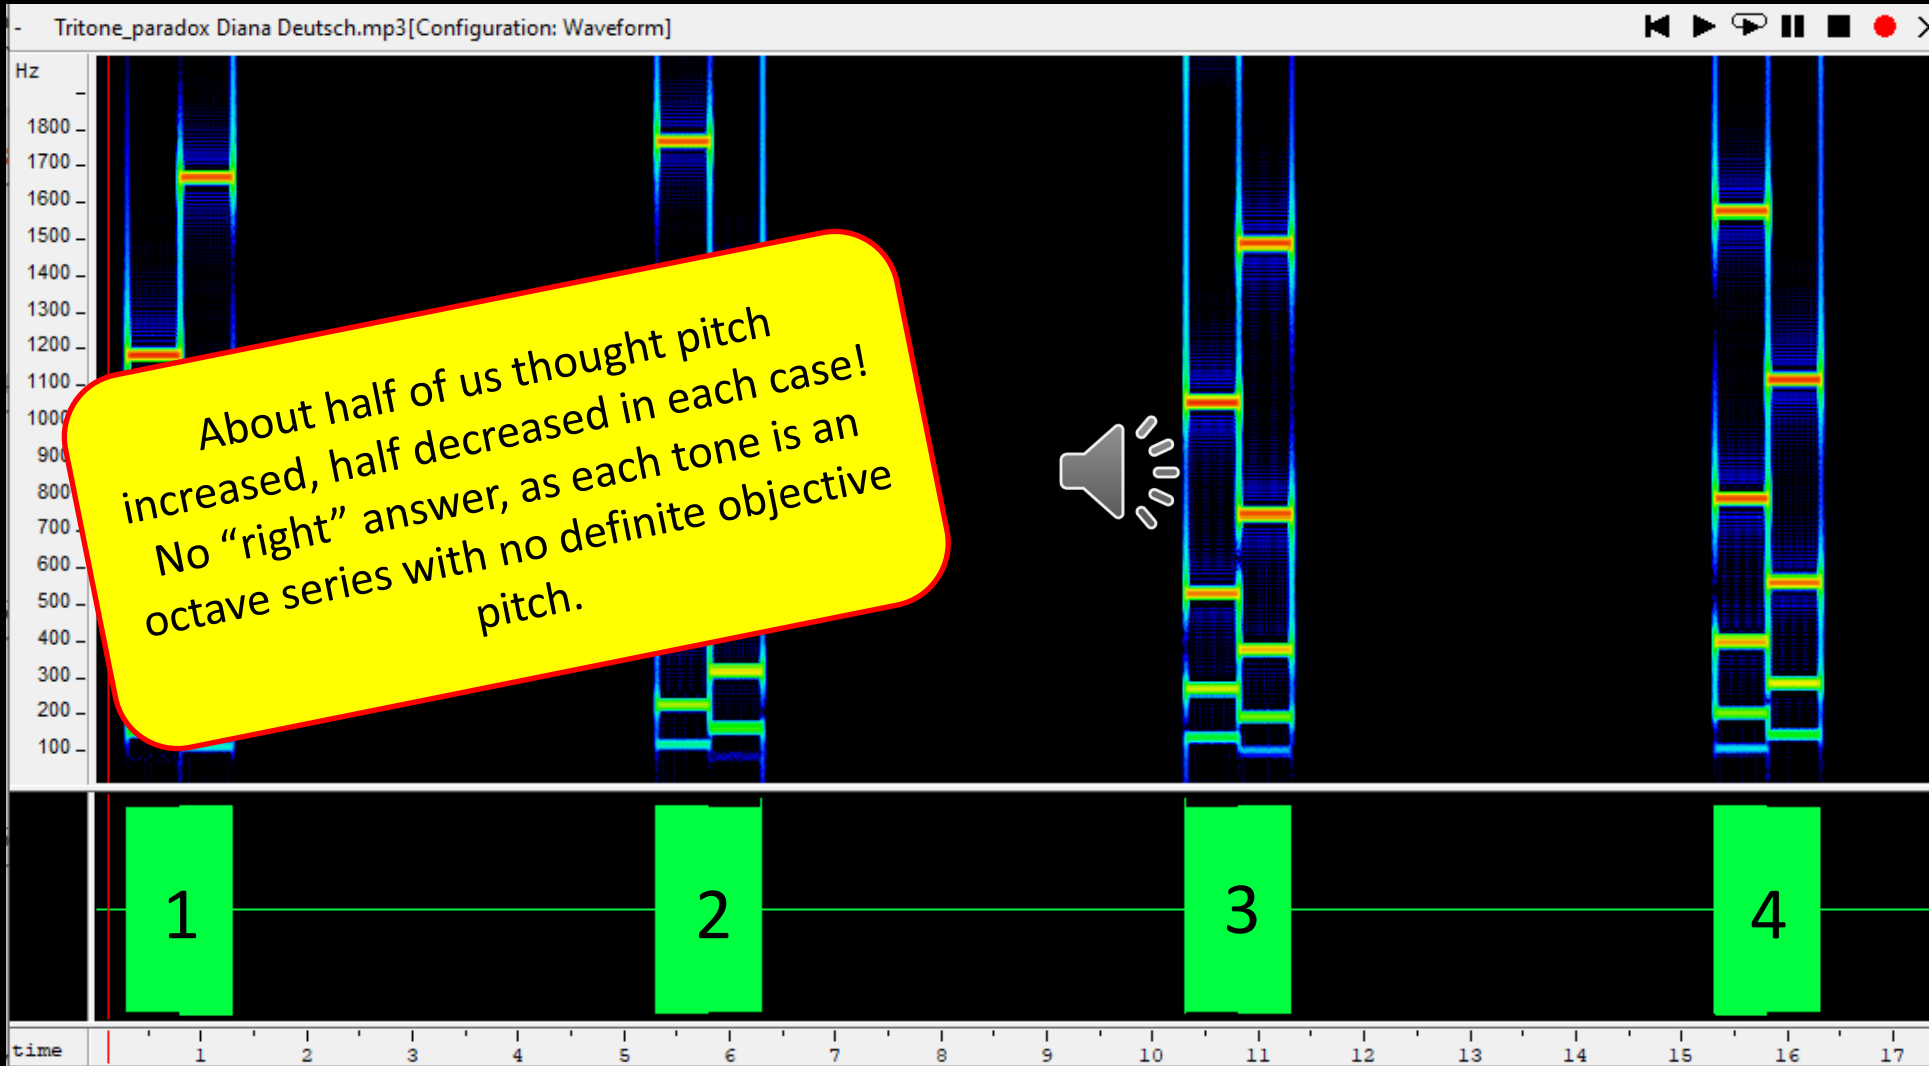 - Tritone_paradox Diana Deutsch.mp3[Configuration: Waveform]
Hz
1800
1700
1600
1500
1400
1300
1200
1100
1000
900
800
700
600
500
400
300
200
100
About half of us thought pitch
increased, half decreased in each case!
No “right” answer, as each tone is an
octave series with no definite objective
pitch.
1 2 3 4
time 1 2 3 4 5 6 7 8 9 10 11 12 13 14 15 16 17